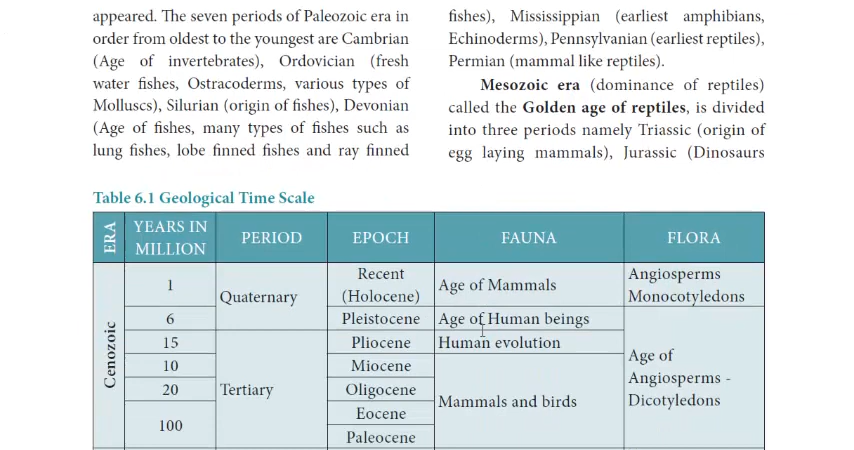 appeared. The seven periods of Paleozoic era in
order from oldest to the youngest are Cambrian
(Age of invertebrates), Ordovician (fresh
water fishes, Ostracoderms, various types of
Molluscs), Silurian (origin of fishes), Devonian
(Age of fishes, many types of fishes such as
lung fishes, lobe finned fishes and ray finned
fishes), Mississippian (earliest amphibians,
Echinoderms), Pennsylvanian (earliest reptiles),
Permian (mammal like reptiles).
Mesozoic era (dominance of reptiles)
called the Golden age of reptiles, is divided
into three periods namely Triassic (origin of
egg laying mammals), Jurassic (Dinosaurs
Table 6.1 Geological Time Scale
ERA YEARS IN MILLION PERIOD EPOCH FAUNA FLORA
Cenozoic
1 Quaternary Recent (Holocene) Age of Mammals Angiosperms Monocotyledons
6 Pleistocene Age of Human beings Age of Angiosperms - Dicotyledons
15 Tertiary Pliocene Human evolution
10 Miocene Mammals and birds
20 Oligocene
100 Eocene
Paleocene